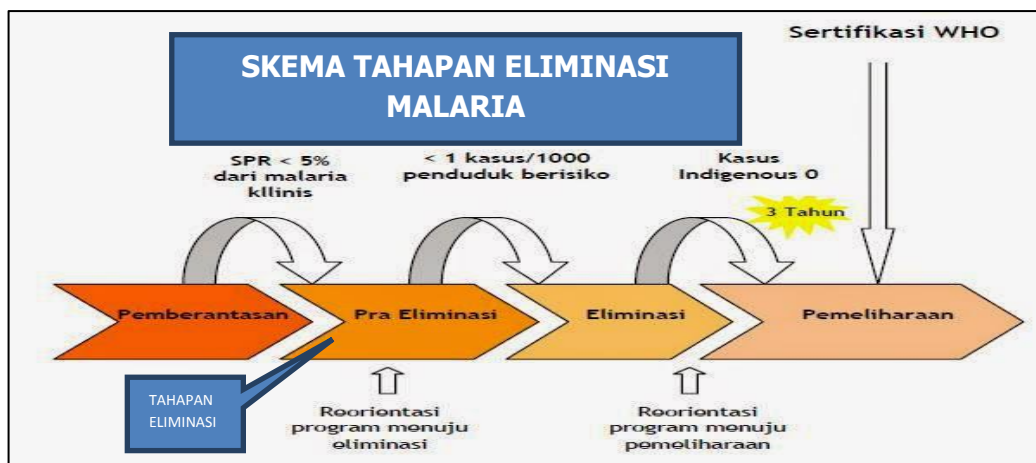 Sertifikasi WHO
SKEMA TAHAPAN ELIMINASI
MALARIA
SPR < 5%
dari malaria
kllinis
< 1 kasus/1000
penduduk berisiko
Kasus
Indigenous 0
3 Tahun
Pemberantasan
Pra Eliminasi
Eliminasi
Pemeliharaan
TAHAPAN
ELIMINASI
Reorientasi
program menuju
eliminasi
Reorientasi
program menuju
pemeliharaan